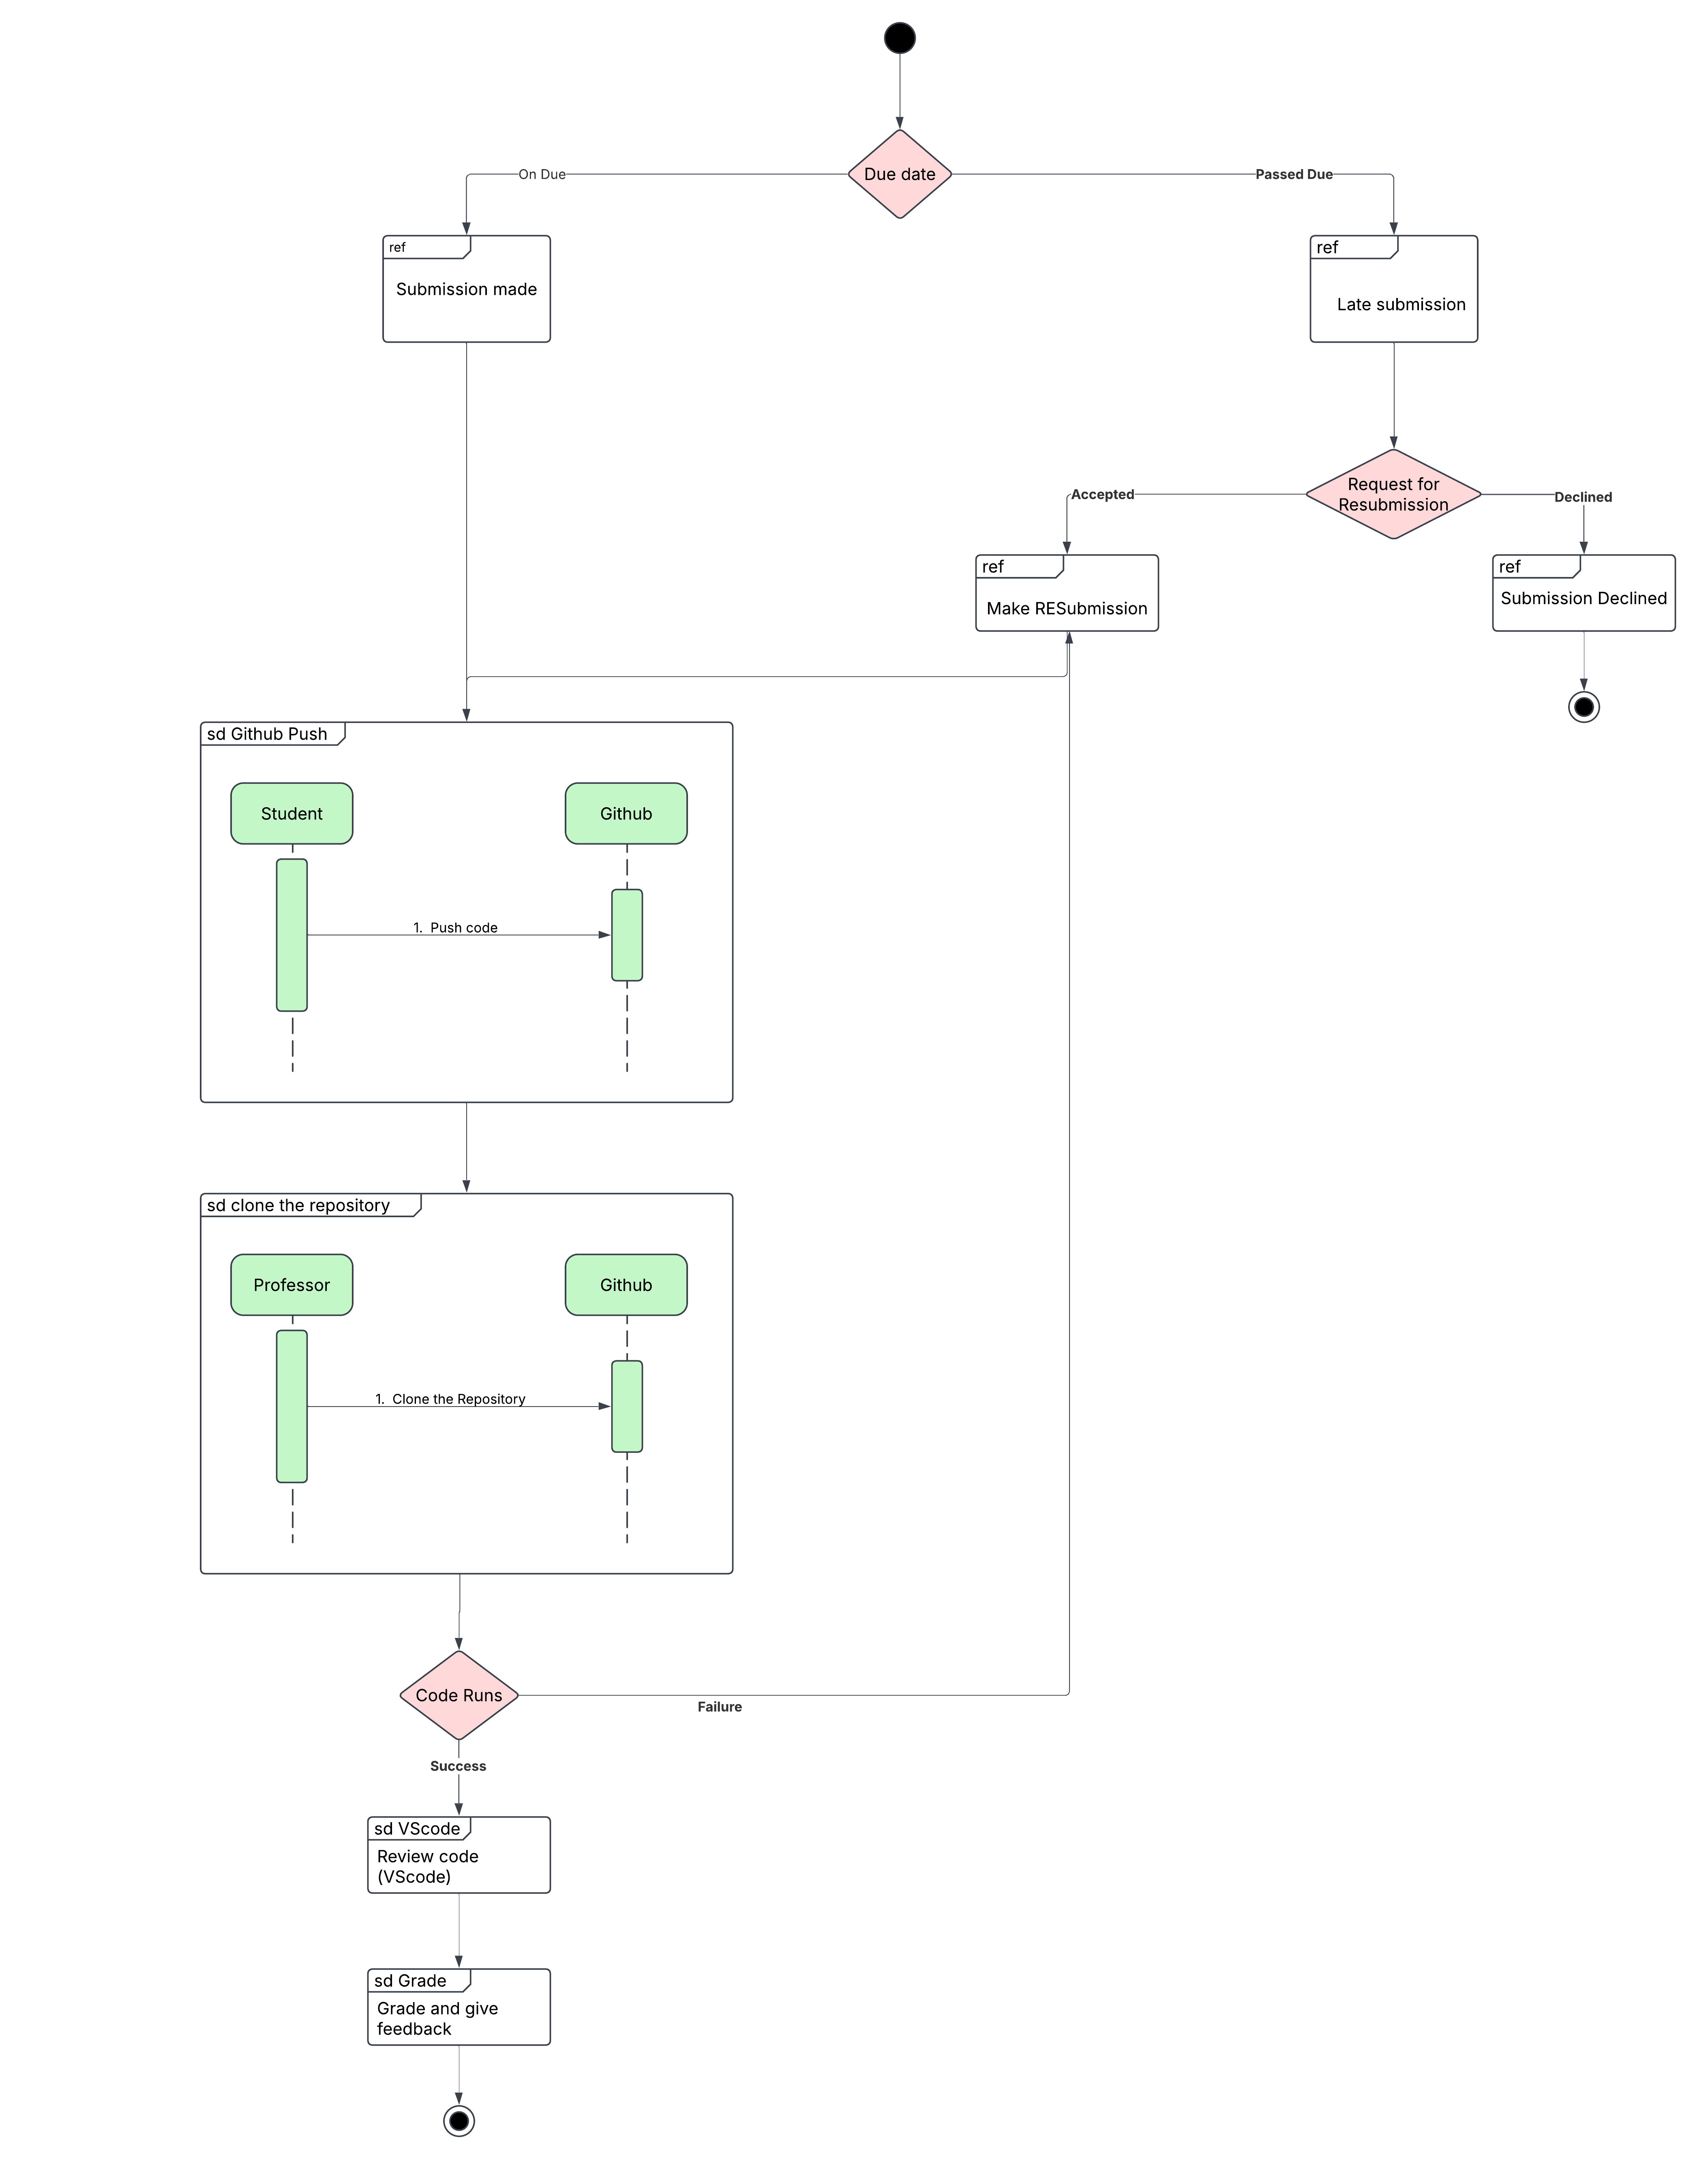 Due date
On Due
Passed Due
ref
Submission made
ref
Late submission
Request for
Resubmission
Accepted
Declined
ref
Make RESubmission
ref
Submission Declined
sd Github Push
Student
Github
1. Push code
sd clone the repository
Professor
Github
1. Clone the Repository
Code Runs
Failure
Success
sd VScode
Review code
(VScode)
sd Grade
Grade and give
feedback